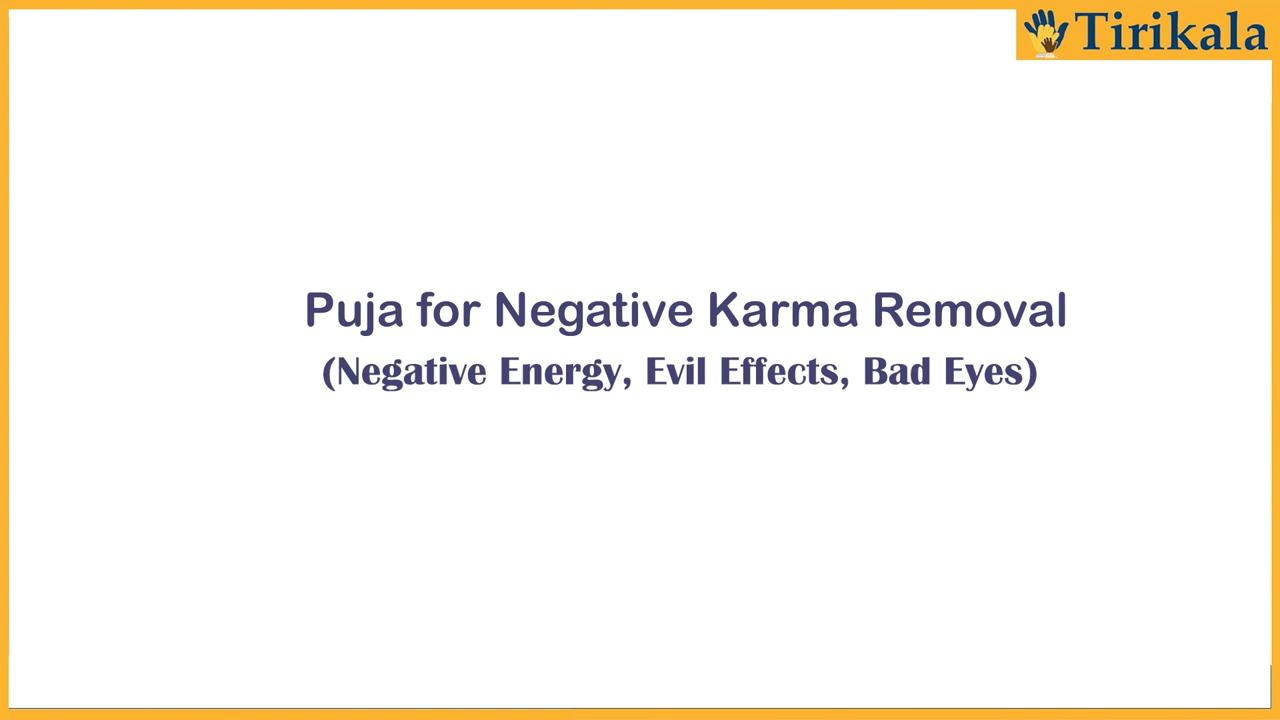 Tirikala
Puja for Negative Karma Removal
(Negative Energy, Evil Effects, Bad Eyes)